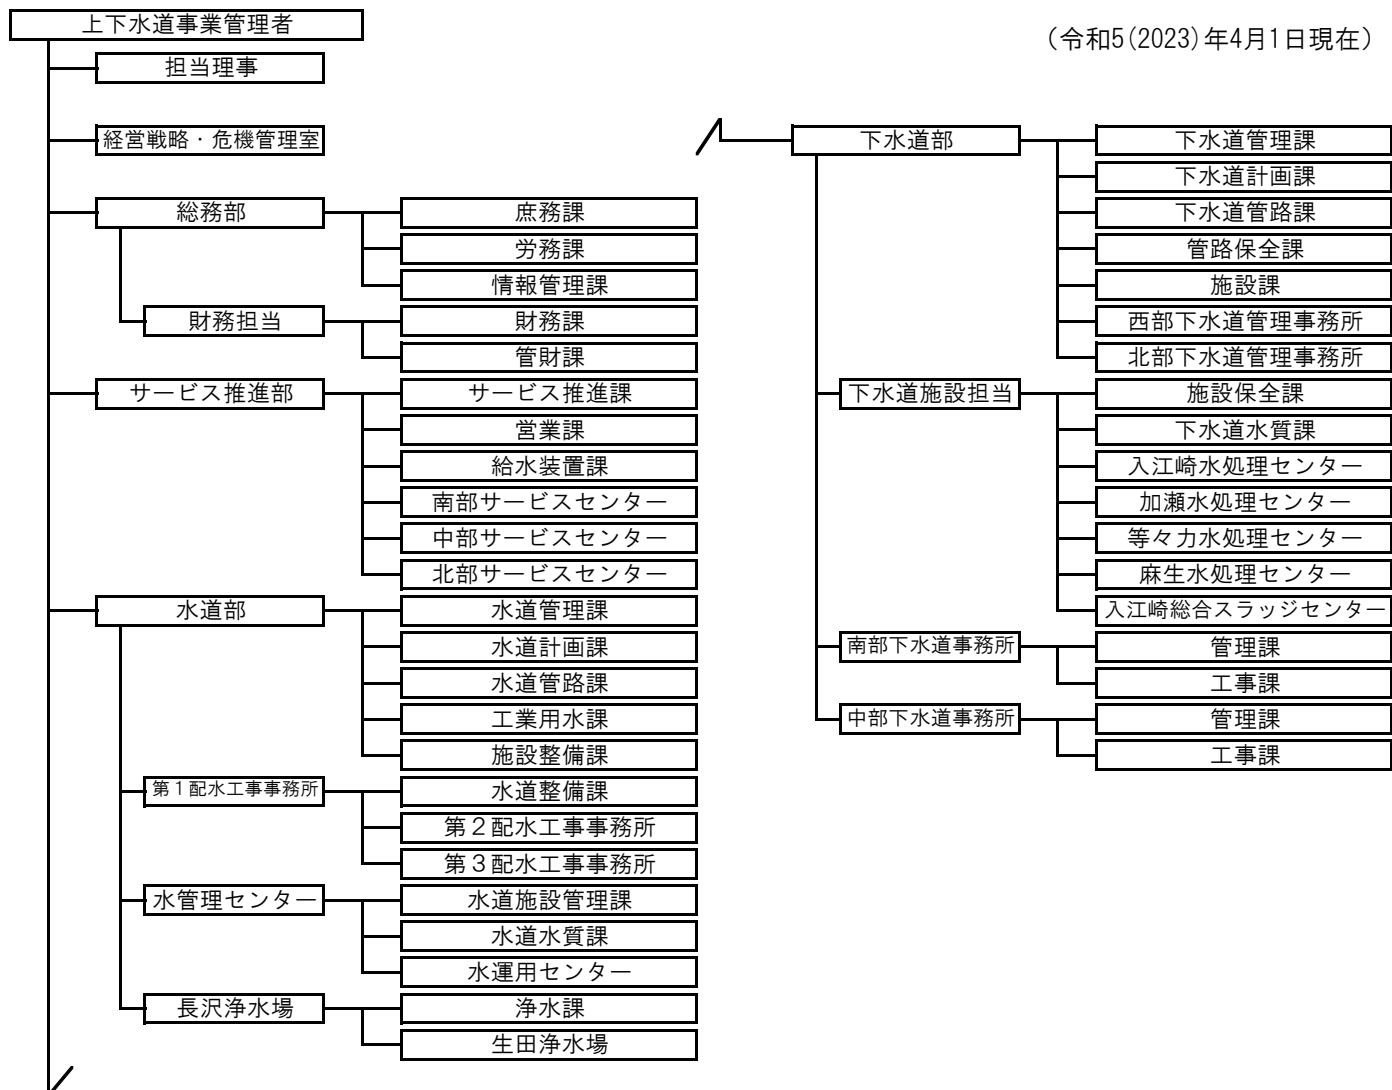 上下水道事業管理者
（令和5(2023)年4月1日現在）
担当理事
経営戦略・危機管理室
総務部
庶務課
労務課
情報管理課
財務担当
財務課
管財課
サービス推進部
サービス推進課
営業課
給水装置課
南部サービスセンター
中部サービスセンター
北部サービスセンター
水道部
水道管理課
水道計画課
水道管路課
工業用水課
施設整備課
第１配水工事事務所
水道整備課
第２配水工事事務所
第３配水工事事務所
水管理センター
水道施設管理課
水道水質課
水運用センター
長沢浄水場
浄水課
生田浄水場
下水道部
下水道管理課
下水道計画課
下水道管路課
管路保全課
施設課
西部下水道管理事務所
北部下水道管理事務所
下水道施設担当
施設保全課
下水道水質課
入江崎水処理センター
加瀬水処理センター
等々力水処理センター
麻生水処理センター
入江崎総合スラッジセンター
南部下水道事務所
管理課
工事課
中部下水道事務所
管理課
工事課